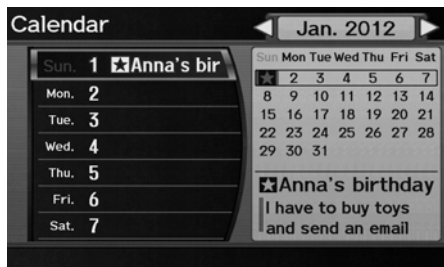 Calendar
Jan. 2012
Sun. 1 ★Anna's bir
Mon. 2
Tue. 3
Wed. 4
Thu. 5
Fri. 6
Sat. 7
Sun Mon Tue Wed Thu Fri Sat
★ 2 3 4 5 6 7
8 9 10 11 12 13 14
15 16 17 18 19 20 21
22 23 24 25 26 27 28
29 30 31
★Anna's birthday
I have to buy toys
and send an email